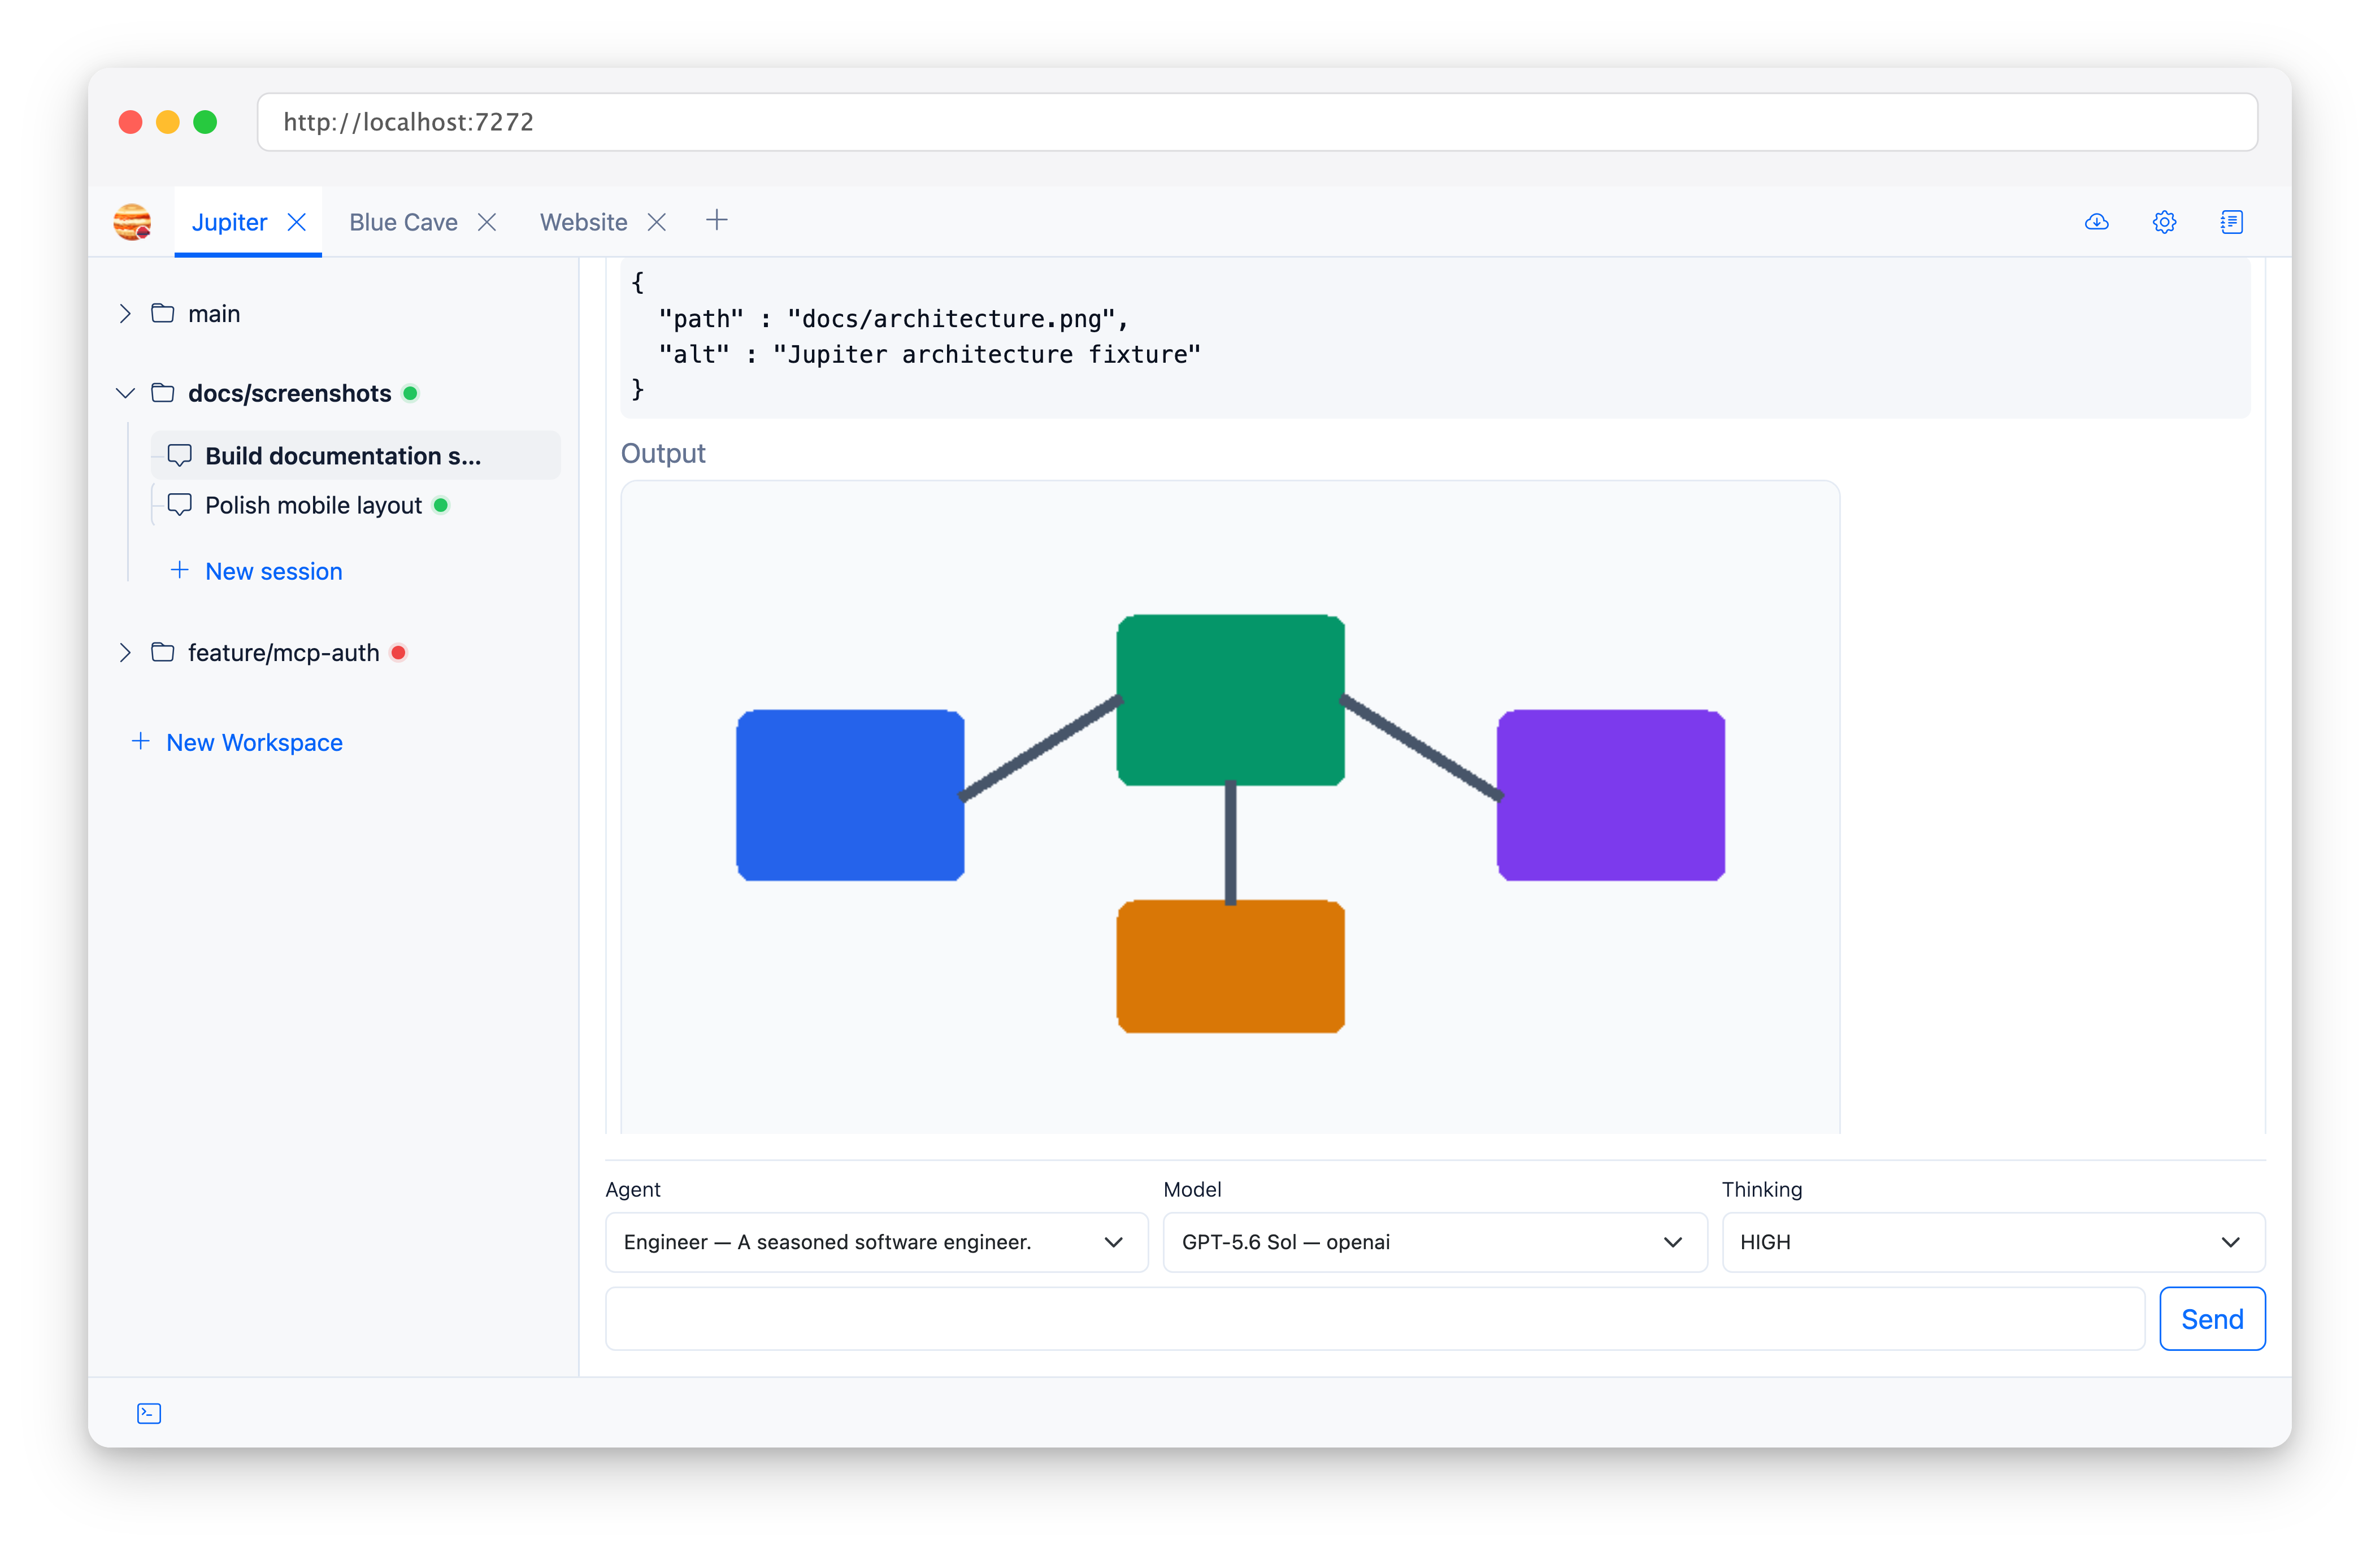 http://localhost:7272
Jupiter
Blue Cave
Website
main
docs/screenshots
Build documentation s...
Polish mobile layout
New session
feature/mcp-auth
New Workspace
{
"path" : "docs/architecture.png",
"alt" : "Jupiter architecture fixture"
}
Output
Agent
Model
Thinking
Engineer — A seasoned software engineer.
GPT-5.6 Sol — openai
HIGH
Send